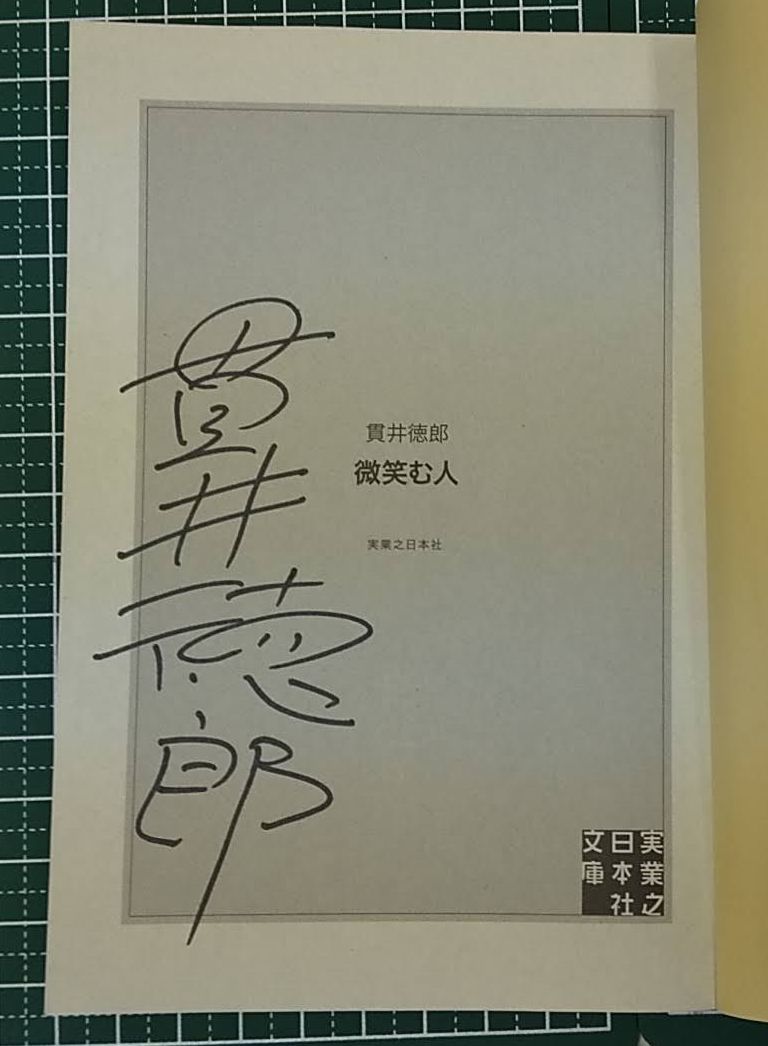 貫井徳郎
貫井徳郎
微笑む人
実業之日本社
実業之
日本社
文庫